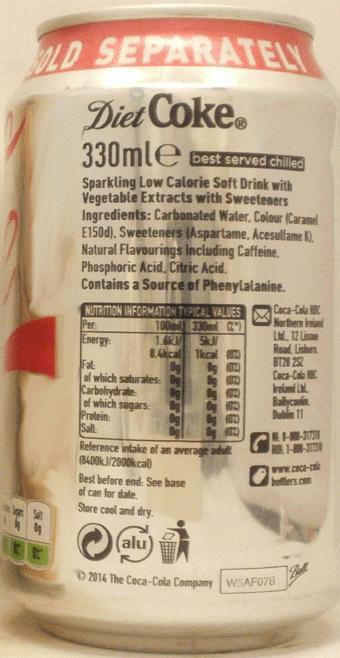 SOLD SEPARATELY
Diet Coke®
330ml e best served chilled
Sparkling Low Calorie Soft Drink with
Vegetable Extracts with Sweeteners
Ingredients: Carbonated Water, Colour (Caramel
E150d), Sweeteners (Aspartame, Acesulfame K),
Natural Flavourings Including Caffeine,
Phosphoric Acid, Citric Acid.
Contains a Source of Phenylalanine.
NUTRITION INFORMATION TYPICAL VALUES
Per: 100ml 330ml (%*)
Energy: 1.6kJ/ 5kJ/
0.4kcal 1kcal (0%)
Fat: 0g 0g (0%)
of which saturates: 0g 0g (0%)
Carbohydrate: 0g 0g (0%)
of which sugars: 0g 0g (0%)
Protein: 0g 0g (0%)
Salt: 0g 0g (0%)
Reference intake of an average adult
(8400kJ/2000kcal)
Best before end: See base
of can for date.
Store cool and dry.
Coca-Cola HBC
Northern Ireland
Ltd., 12 Lissue
Road, Lisburn,
BT28 2SZ
Coca-Cola HBC
Ireland Ltd.,
Ballycoolin,
Dublin 11
www.coca-cola
bottlers.com
Sugars Salt
0g 0g
0% 0%
alu
© 2014 The Coca-Cola Company WSAF07B Ball